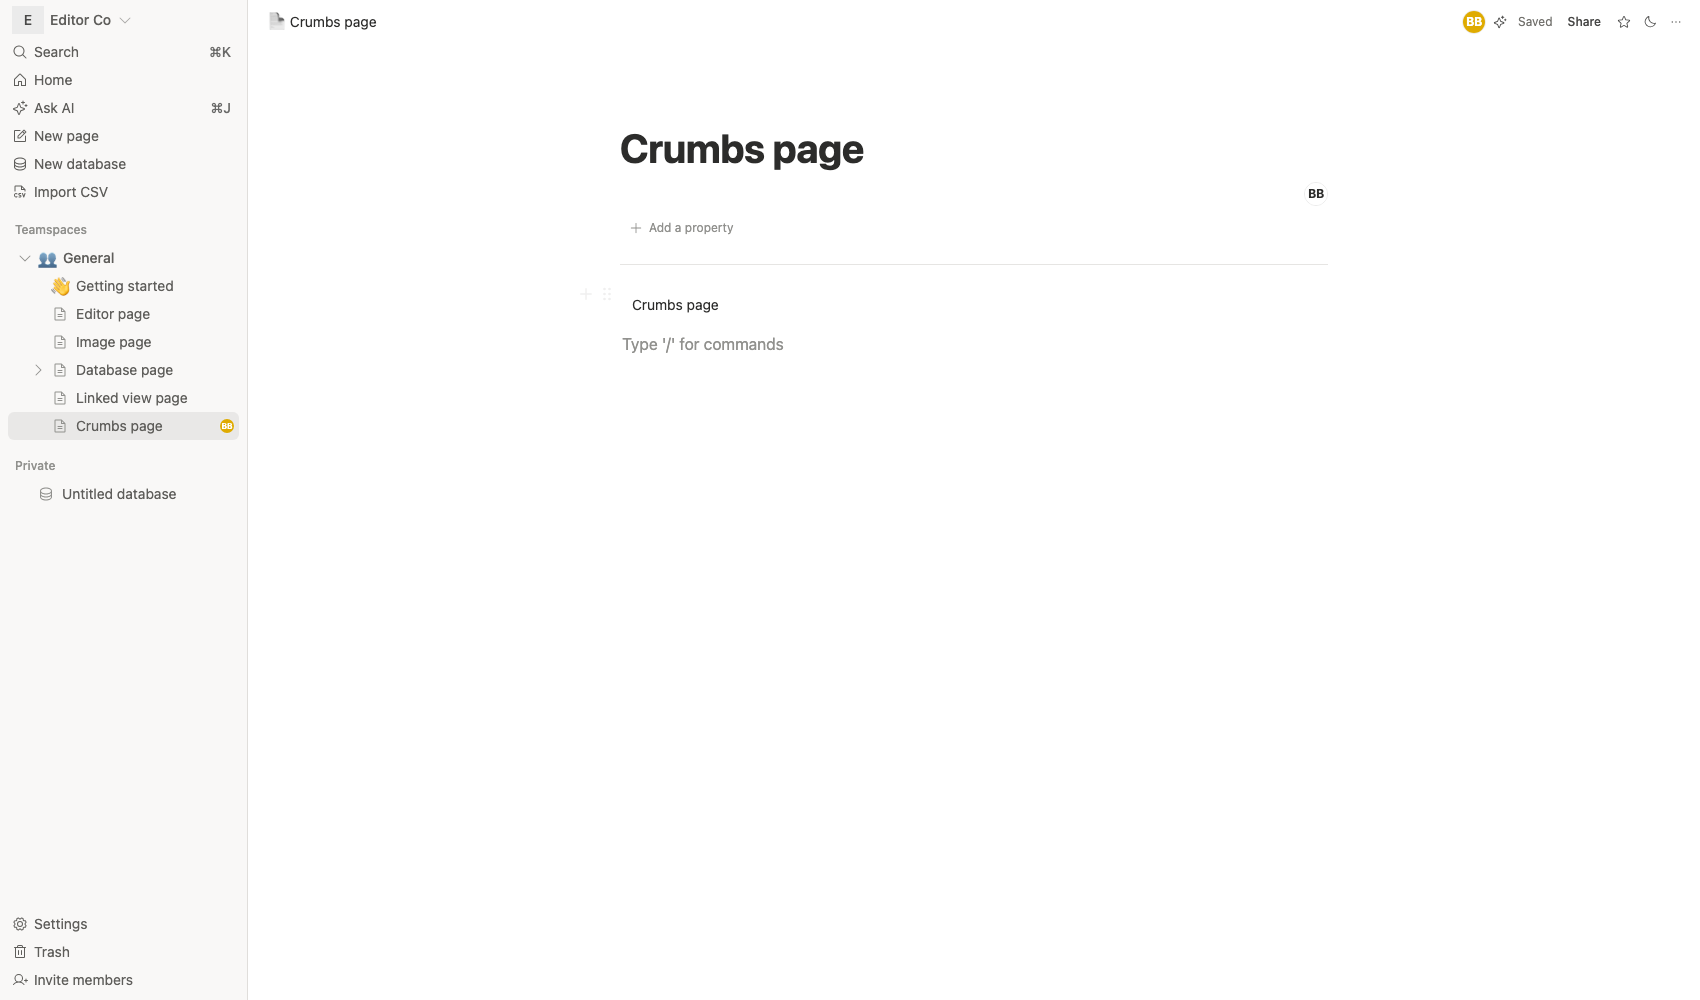 E Editor Co
Search ⌘K
Home
Ask AI ⌘J
New page
New database
CSV Import CSV
Teamspaces
General
Getting started
Editor page
Image page
Database page
Linked view page
Crumbs page BB
Private
Untitled database
Settings
Trash
Invite members
Crumbs page
BB Saved Share
Crumbs page
BB
Add a property
Crumbs page
Type '/' for commands